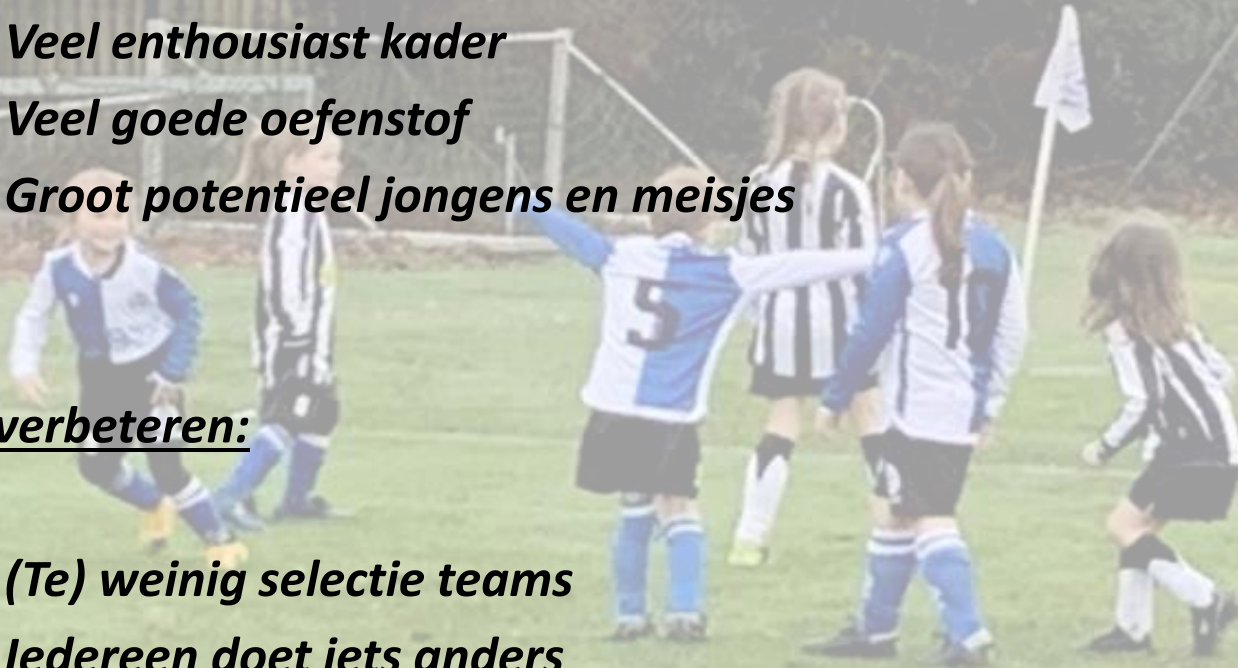 Veel enthousiast kader
Veel goede oefenstof
Groot potentieel jongens en meisjes
5
verbeteren:
(Te) weinig selectie teams
Iedereen doet iets anders